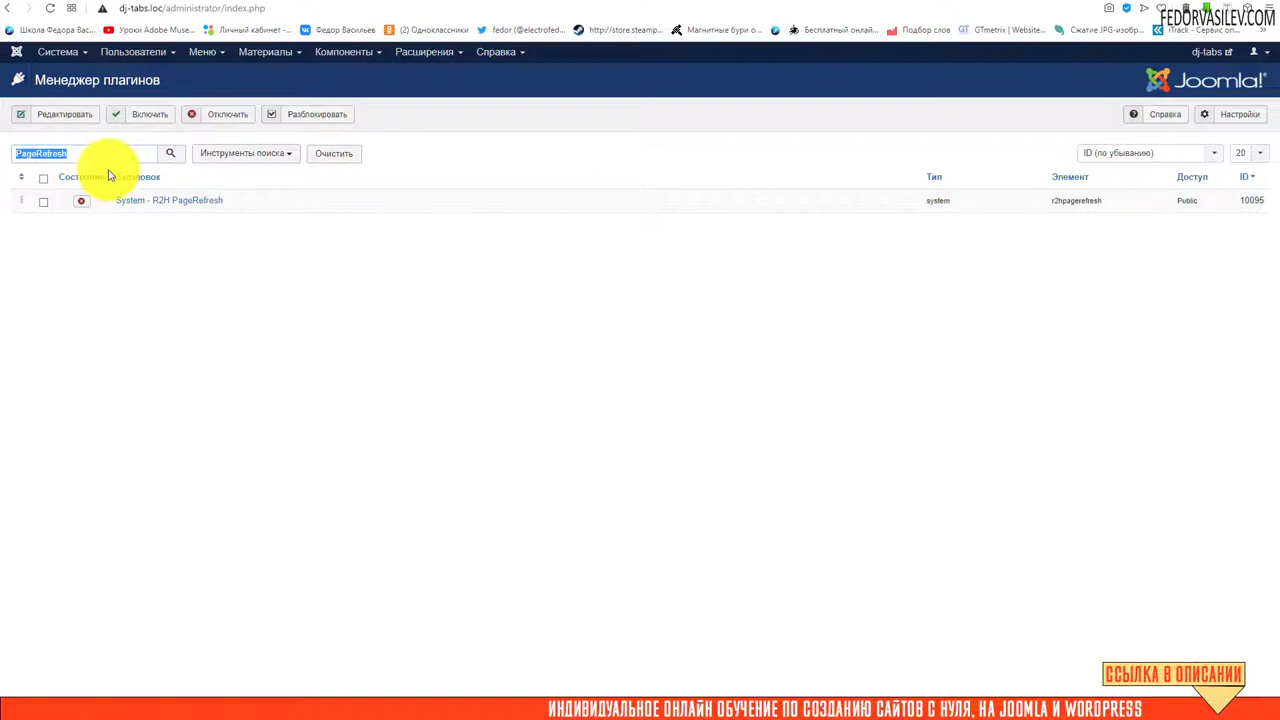 dj-tabs.loc/administrator/index.php
FEDORVASILEV.COM
Школа Федора Вас...
Уроки Adobe Muse...
Личный кабинет -...
Федор Васильев
(2) Одноклассники
fedor (@electrofed...
http://store.steamp...
Магнитные бури о...
Бесплатный онлай...
Подбор слов
GTmetrix | Website...
Сжатие JPG-изобр...
iTrack - Сервис оп...
Система
Пользователи
Меню
Материалы
Компоненты
Расширения
Справка
dj-tabs
Менеджер плагинов
Joomla!
Редактировать
Включить
Отключить
Разблокировать
Справка
Настройки
PageRefresh
Инструменты поиска
Очистить
ID (по убыванию)
20
Тип
Элемент
Доступ
ID
System - R2H PageRefresh
system
r2hpagerefresh
Public
10095
ССЫЛКА В ОПИСАНИИ
ИНДИВИДУАЛЬНОЕ ОНЛАЙН ОБУЧЕНИЕ ПО СОЗДАНИЮ САЙТОВ С НУЛЯ, НА JOOMLA И WORDPRESS